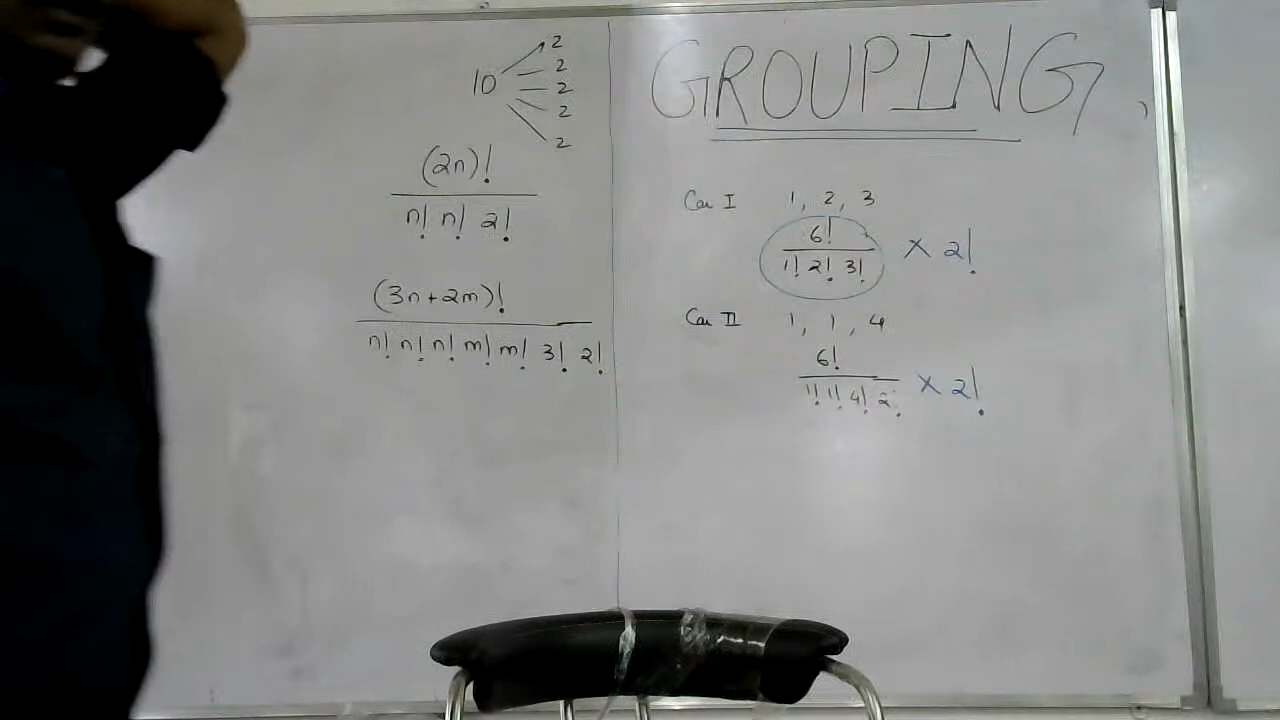 10 2
2
2
2
2
(2n)!
n! n! 2!
(3n+2m)!
n! n! n! m! m! 3! 2!
GROUPING,
Case I 1, 2, 3
6!
1! 2! 3! × 2!
Case II 1, 1, 4
6!
1! 1! 4! 2! × 2!